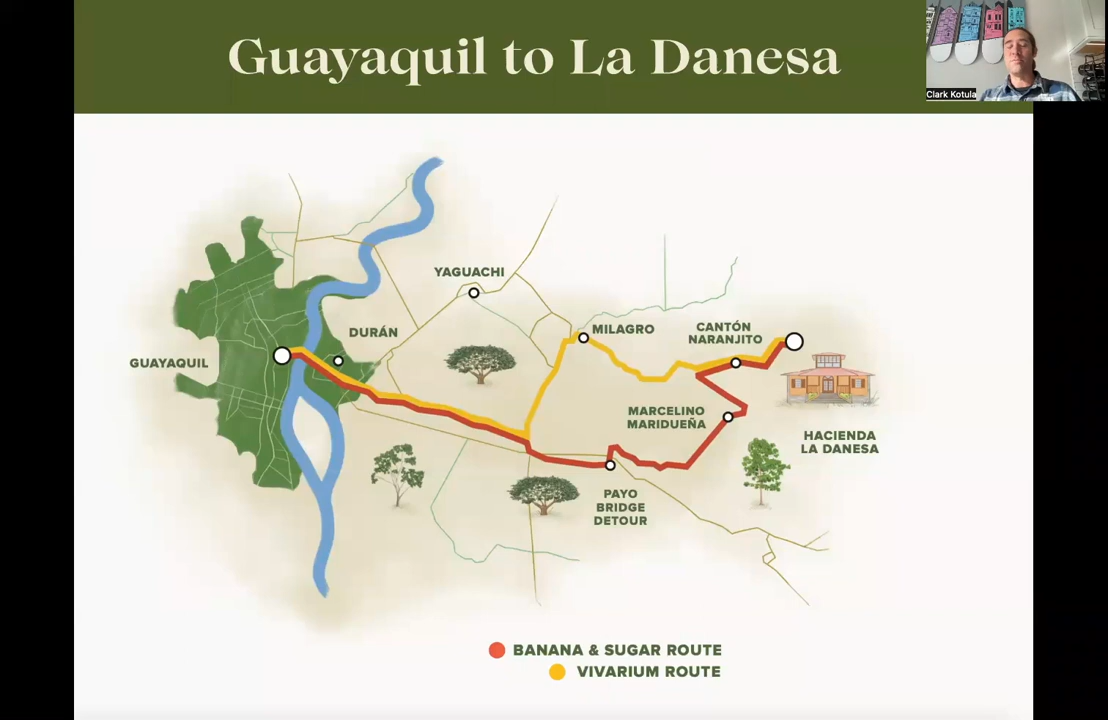 Guayaquil to La Danesa
Clark Kotula
YAGUACHI
DURÁN
MILAGRO
CANTÓN
NARANJITO
GUAYAQUIL
MARCELINO
MARIDUEÑA
HACIENDA
LA DANESA
PAYO
BRIDGE
DETOUR
BANANA & SUGAR ROUTE
VIVARIUM ROUTE